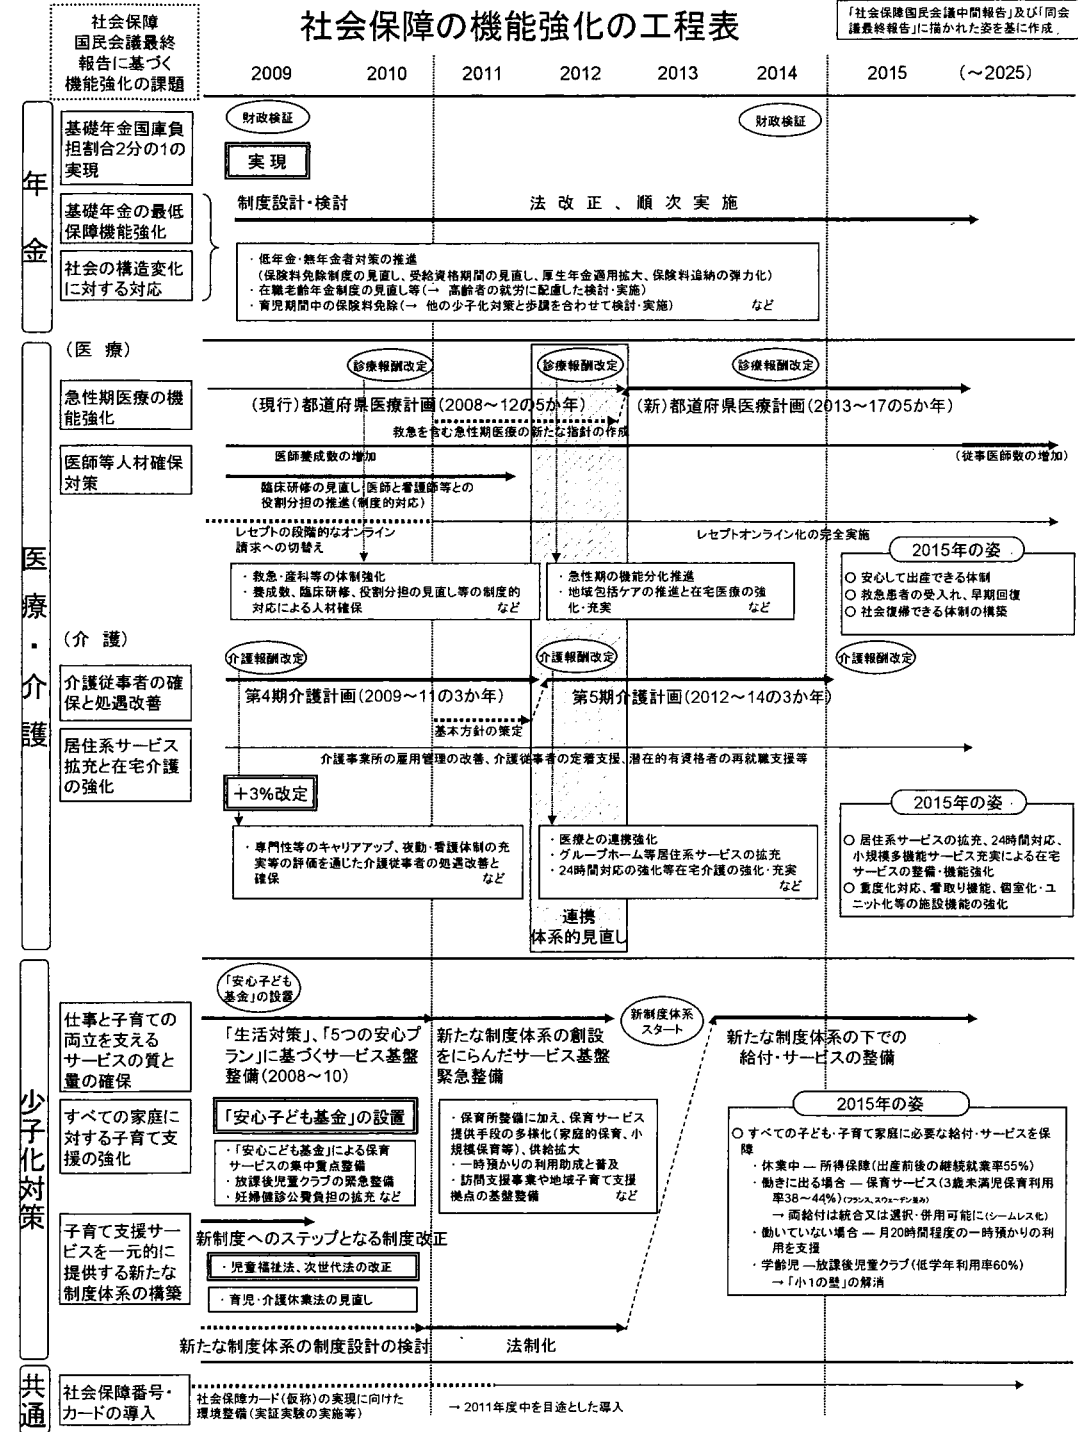 社会保障の機能強化の工程表
「社会保障国民会議中間報告」及び「同会
議最終報告」に描かれた姿を基に作成
社会保障
国民会議最終
報告に基づく
機能強化の課題
2009
2010
2011
2012
2013
2014
2015
(～2025)
年金
基礎年金国庫負
担割合2分の1の
実現
財政検証
財政検証
実現
基礎年金の最低
保障機能強化
社会の構造変化
に対する対応
制度設計・検討
法改正、順次実施
・低年金・無年金者対策の推進
(保険料免除制度の見直し、受給資格期間の見直し、厚生年金適用拡大、保険料追納の弾力化)
・在職老齢年金制度の見直し等(→ 高齢者の就労に配慮した検討・実施)
・育児期間中の保険料免除(→ 他の少子化対策と歩調を合わせて検討・実施)　など
医療・介護
(医療)
診療報酬改定
診療報酬改定
診療報酬改定
急性期医療の機
能強化
(現行)都道府県医療計画(2008～12の5か年)
(新)都道府県医療計画(2013～17の5か年)
救急を含む急性期医療の新たな指針の作成
医師等人材確保
対策
医師養成数の増加
(従事医師数の増加)
臨床研修の見直し、医師と看護師等との
役割分担の推進(制度的対応)
レセプトの段階的なオンライン
請求への切替え
レセプトオンライン化の完全実施
・救急・産科等の体制強化
・養成数、臨床研修、役割分担の見直し等の制度的
対応による人材確保　など
・急性期の機能分化推進
・地域包括ケアの推進と在宅医療の強
化・充実　など
2015年の姿
○ 安心して出産できる体制
○ 救急患者の受入れ、早期回復
○ 社会復帰できる体制の構築
(介護)
介護報酬改定
介護報酬改定
介護報酬改定
介護従事者の確
保と処遇改善
第4期介護計画(2009～11の3か年)
第5期介護計画(2012～14の3か年)
基本方針の策定
居住系サービス
拡充と在宅介護
の強化
介護事業所の雇用管理の改善、介護従事者の定着支援、潜在的有資格者の再就職支援等
＋3%改定
・専門性等のキャリアアップ、夜勤・看護体制の充
実等の評価を通じた介護従事者の処遇改善と
確保　など
・医療との連携強化
・グループホーム等居住系サービスの拡充
・24時間対応の強化等在宅介護の強化・充実
など
2015年の姿
○ 居住系サービスの拡充、24時間対応、
小規模多機能サービス充実による在宅
サービスの整備・機能強化
○ 重度化対応、看取り機能、個室化・ユ
ニット化等の施設機能の強化
連携
体系的見直し
少子化対策
「安心子ども
基金」の設置
新制度体系
スタート
仕事と子育ての
両立を支える
サービスの質と
量の確保
「生活対策」、「5つの安心プ
ラン」に基づくサービス基盤
整備(2008～10)
新たな制度体系の創設
をにらんだサービス基盤
緊急整備
新たな制度体系の下での
給付・サービスの整備
すべての家庭に
対する子育て支
援の強化
「安心子ども基金」の設置
・「安心こども基金」による保育
サービスの集中重点整備
・放課後児童クラブの緊急整備
・妊婦健診公費負担の拡充 など
・保育所整備に加え、保育サービス
提供手段の多様化(家庭的保育、小
規模保育等)、供給拡大
・一時預かりの利用助成と普及
・訪問支援事業や地域子育て支援
拠点の基盤整備　など
2015年の姿
○ すべての子ども・子育て家庭に必要な給付・サービスを保
障
・休業中 ― 所得保障(出産前後の継続就業率55%)
・働きに出る場合 ― 保育サービス(3歳未満児保育利用
率38～44%)(フランス、スウェーデン並み)
→ 両給付は統合又は選択・併用可能に(シームレス化)
・働いていない場合 ― 月20時間程度の一時預かりの利
用を支援
・学齢児 ―放課後児童クラブ(低学年利用率60%)
→「小1の壁」の解消
子育て支援サー
ビスを一元的に
提供する新たな
制度体系の構築
新制度へのステップとなる制度改正
・児童福祉法、次世代法の改正
・育児・介護休業法の見直し
新たな制度体系の制度設計の検討
法制化
共通
社会保障番号・
カードの導入
社会保障カード(仮称)の実現に向けた
環境整備(実証実験の実施等)
→ 2011年度中を目途とした導入